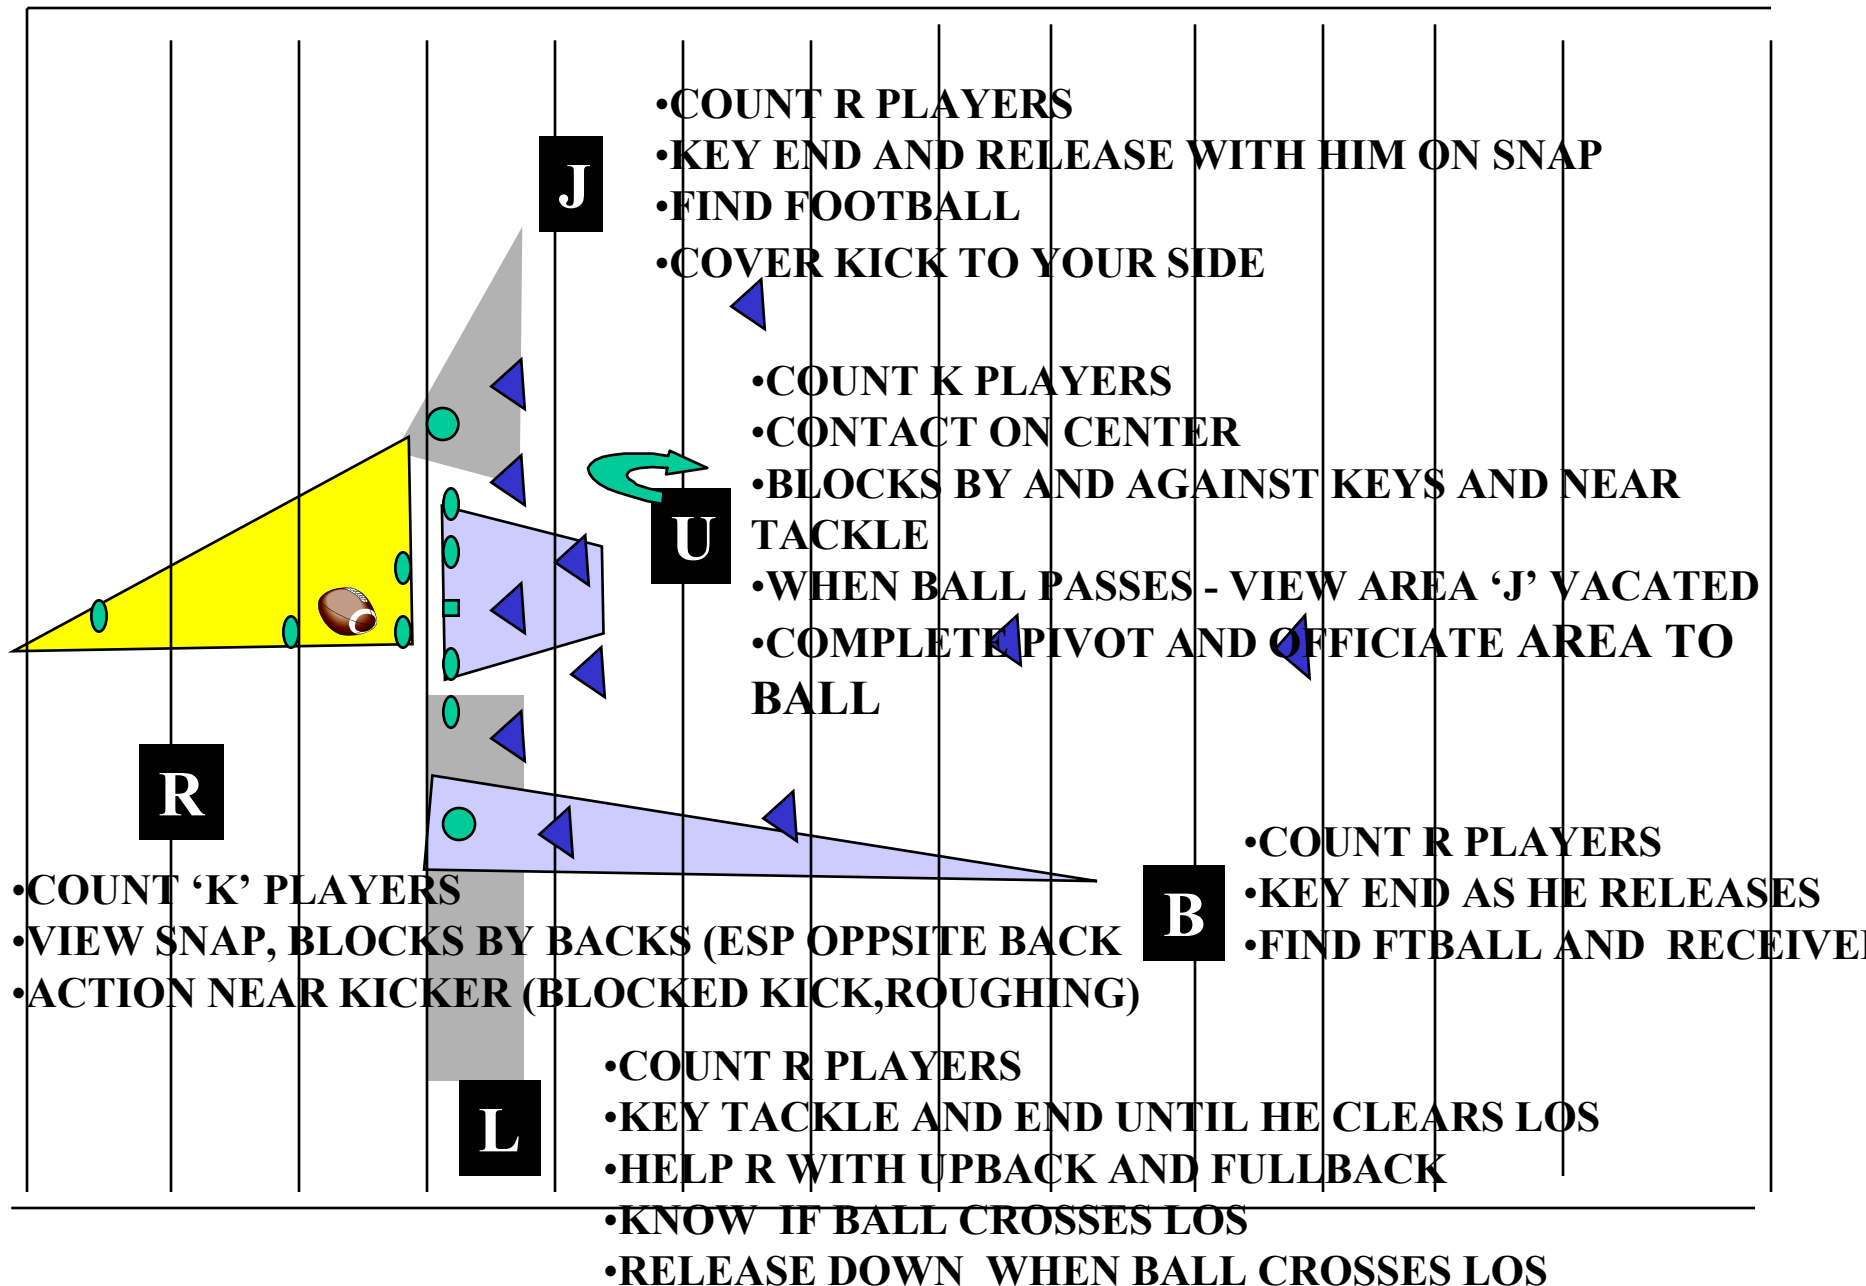 •COUNT R PLAYERS
•KEY END AND RELEASE WITH HIM ON SNAP
•FIND FOOTBALL
•COVER KICK TO YOUR SIDE
J
•COUNT K PLAYERS
•CONTACT ON CENTER
•BLOCKS BY AND AGAINST KEYS AND NEAR
TACKLE
•WHEN BALL PASSES - VIEW AREA ‘J’ VACATED
•COMPLETE PIVOT AND OFFICIATE AREA TO
BALL
U
R
•COUNT ‘K’ PLAYERS
•VIEW SNAP, BLOCKS BY BACKS (ESP OPPSITE BACK
•ACTION NEAR KICKER (BLOCKED KICK,ROUGHING)
B
•COUNT R PLAYERS
•KEY END AS HE RELEASES
•FIND FTBALL AND RECEIVE
L
•COUNT R PLAYERS
•KEY TACKLE AND END UNTIL HE CLEARS LOS
•HELP R WITH UPBACK AND FULLBACK
•KNOW IF BALL CROSSES LOS
•RELEASE DOWN WHEN BALL CROSSES LOS